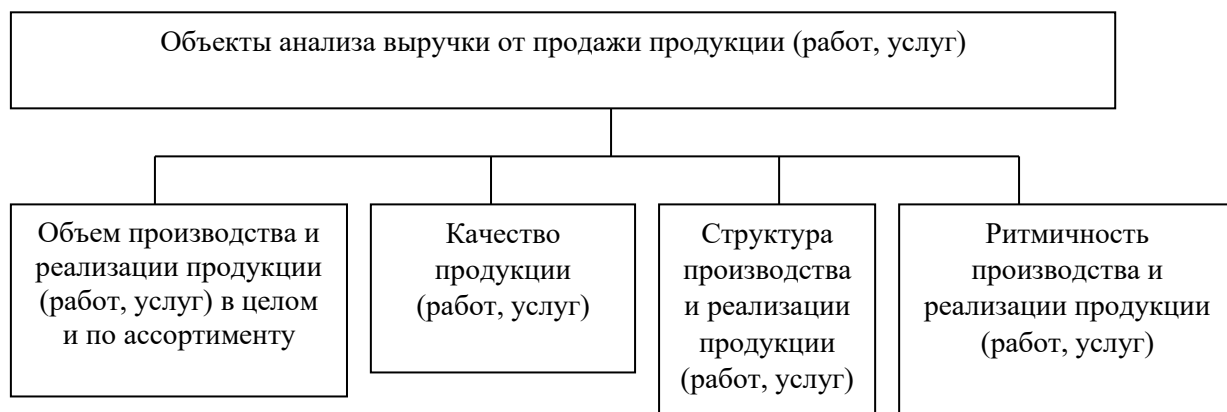 Объекты анализа выручки от продажи продукции (работ, услуг)
Объем производства и
реализации продукции
(работ, услуг) в целом
и по ассортименту
Качество
продукции
(работ, услуг)
Структура
производства
и реализации
продукции
(работ, услуг)
Ритмичность
производства и
реализации продукции
(работ, услуг)